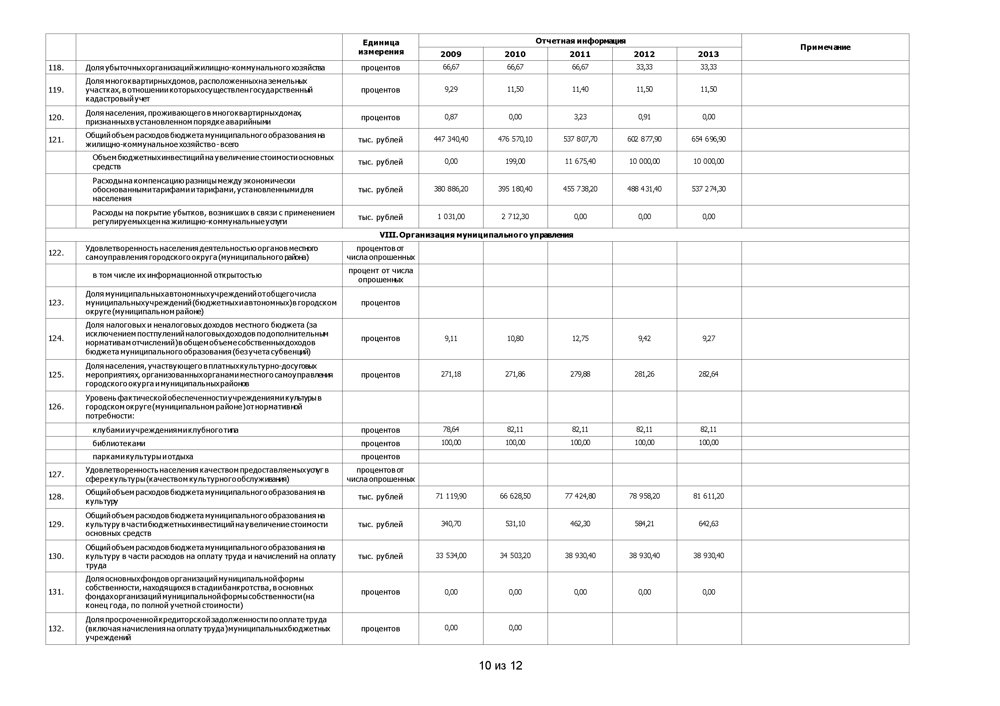 Единица
измерения
Отчетная информация
Примечание
2009 2010 2011 2012 2013
118. Доля убыточных организаций жилищно-коммунального хозяйства процентов 66,67 66,67 66,67 33,33 33,33
Доля многоквартирных домов, расположенных на земельных
119. участках, в отношении которых осуществлен государственный процентов 9,29 11,50 11,40 11,50 11,50
кадастровый учет
Доля населения, проживающего в многоквартирных домах,
120. признанных в установленном порядке аварийными процентов 0,87 0,00 3,23 0,91 0,00
Общий объем расходов бюджета муниципального образования на
121. жилищно-коммунальное хозяйство - всего тыс. рублей 447 340,40 476 570,10 537 807,70 602 877,90 654 696,90
Объем бюджетных инвестиций на увеличение стоимости основных
средств тыс. рублей 0,00 199,00 11 675,40 10 000,00 10 000,00
Расходы на компенсацию разницы между экономически
обоснованными тарифами и тарифами, установленными для тыс. рублей 380 886,20 395 180,40 455 738,20 488 431,40 537 274,30
населения
Расходы на покрытие убытков, возникших в связи с применением
регулируемых цен на жилищно-коммунальные услуги тыс. рублей 1 031,00 2 712,30 0,00 0,00 0,00
VIII. Организация муниципального управления
122. Удовлетворенность населения деятельностью органов местного процентов от
самоуправления городского округа (муниципального района) числа опрошенных
в том числе их информационной открытостью процент от числа
опрошенных
Доля муниципальных автономных учреждений от общего числа
123. муниципальных учреждений (бюджетных и автономных) в городском процентов
округе (муниципальном районе)
Доля налоговых и неналоговых доходов местного бюджета (за
исключением постпулений налоговых доходов по дополнительным
124. нормативам отчислений) в общем объеме собственных доходов процентов 9,11 10,80 12,75 9,42 9,27
бюджета муниципального образования (без учета субвенций)
Доля населения, участвующего в платных культурно-досуговых
125. мероприятиях, организованных органами местного самоуправления процентов 271,18 271,86 279,88 281,26 282,64
городского окурга и муниципальных районов
Уровень фактической обеспеченности учреждениями культуры в
126. городском округе (муниципальном районе) от нормативной
потребности:
клубами и учреждениями клубного типа процентов 78,64 82,11 82,11 82,11 82,11
библиотеками процентов 100,00 100,00 100,00 100,00 100,00
парками культуры и отдыха процентов
127. Удовлетворенность населения качеством предоставляемых услуг в процентов от
сфере культуры (качеством культурного обслуживания) числа опрошенных
Общий объем расходов бюджета муниципального образования на
128. культуру тыс. рублей 71 119,90 66 628,50 77 424,80 78 958,20 81 611,20
Общий объем расходов бюджета муниципального образования на
129. культуру в части бюджетных инвестиций на увеличение стоимости тыс. рублей 340,70 531,10 462,30 584,21 642,63
основных средств
Общий объем расходов бюджета муниципального образования на
130. культуру в части расходов на оплату труда и начислений на оплату тыс. рублей 33 534,00 34 503,20 38 930,40 38 930,40 38 930,40
труда
Доля основных фондов организаций муниципальной формы
собственности, находящихся в стадии банкротства, в основных
131. фондах организаций муниципальной формы собственности (на процентов 0,00 0,00 0,00 0,00 0,00
конец года, по полной учетной стоимости)
Доля просроченной кредиторской задолженности по оплате труда
132. (включая начисления на оплату труда) муниципальных бюджетных процентов 0,00 0,00
учреждений
10 из 12